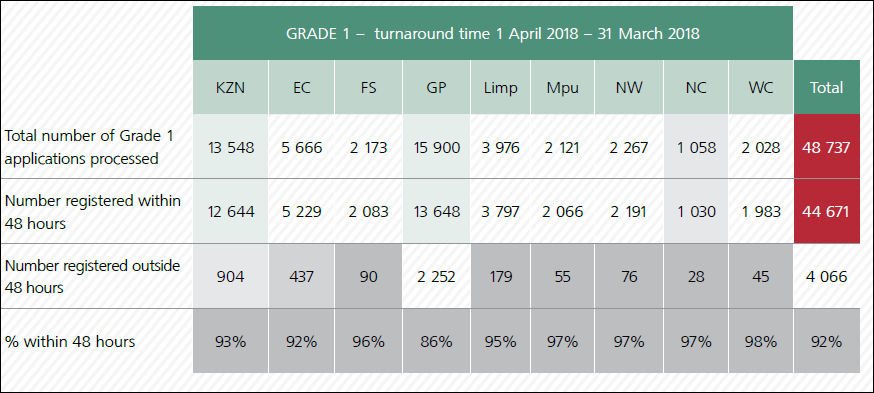 GRADE 1 – turnaround time 1 April 2018 – 31 March 2018
KZN EC FS GP Limp Mpu NW NC WC Total
Total number of Grade 1
applications processed 13 548 5 666 2 173 15 900 3 976 2 121 2 267 1 058 2 028 48 737
Number registered within
48 hours 12 644 5 229 2 083 13 648 3 797 2 066 2 191 1 030 1 983 44 671
Number registered outside
48 hours 904 437 90 2 252 179 55 76 28 45 4 066
% within 48 hours 93% 92% 96% 86% 95% 97% 97% 97% 98% 92%